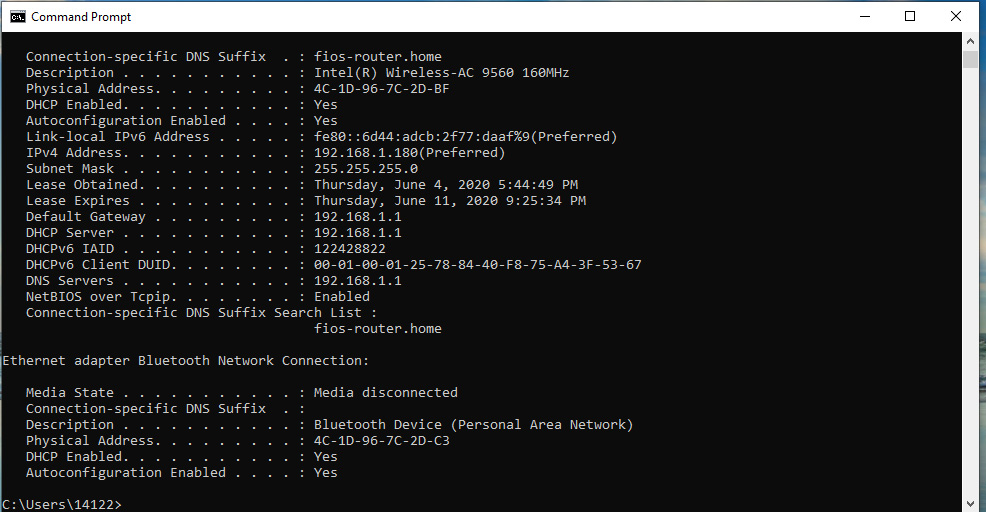 Command Prompt
Connection-specific DNS Suffix  . : fios-router.home
Description . . . . . . . . . . . : Intel(R) Wireless-AC 9560 160MHz
Physical Address. . . . . . . . . : 4C-1D-96-7C-2D-BF
DHCP Enabled. . . . . . . . . . . : Yes
Autoconfiguration Enabled . . . . : Yes
Link-local IPv6 Address . . . . . : fe80::6d44:adcb:2f77:daaf%9(Preferred)
IPv4 Address. . . . . . . . . . . : 192.168.1.180(Preferred)
Subnet Mask . . . . . . . . . . . : 255.255.255.0
Lease Obtained. . . . . . . . . . : Thursday, June 4, 2020 5:44:49 PM
Lease Expires . . . . . . . . . . : Thursday, June 11, 2020 9:25:34 PM
Default Gateway . . . . . . . . . : 192.168.1.1
DHCP Server . . . . . . . . . . . : 192.168.1.1
DHCPv6 IAID . . . . . . . . . . . : 122428822
DHCPv6 Client DUID. . . . . . . . : 00-01-00-01-25-78-84-40-F8-75-A4-3F-53-67
DNS Servers . . . . . . . . . . . : 192.168.1.1
NetBIOS over Tcpip. . . . . . . . : Enabled
Connection-specific DNS Suffix Search List :
fios-router.home
Ethernet adapter Bluetooth Network Connection:
Media State . . . . . . . . . . . : Media disconnected
Connection-specific DNS Suffix  . :
Description . . . . . . . . . . . : Bluetooth Device (Personal Area Network)
Physical Address. . . . . . . . . : 4C-1D-96-7C-2D-C3
DHCP Enabled. . . . . . . . . . . : Yes
Autoconfiguration Enabled . . . . : Yes
C:\Users\14122>